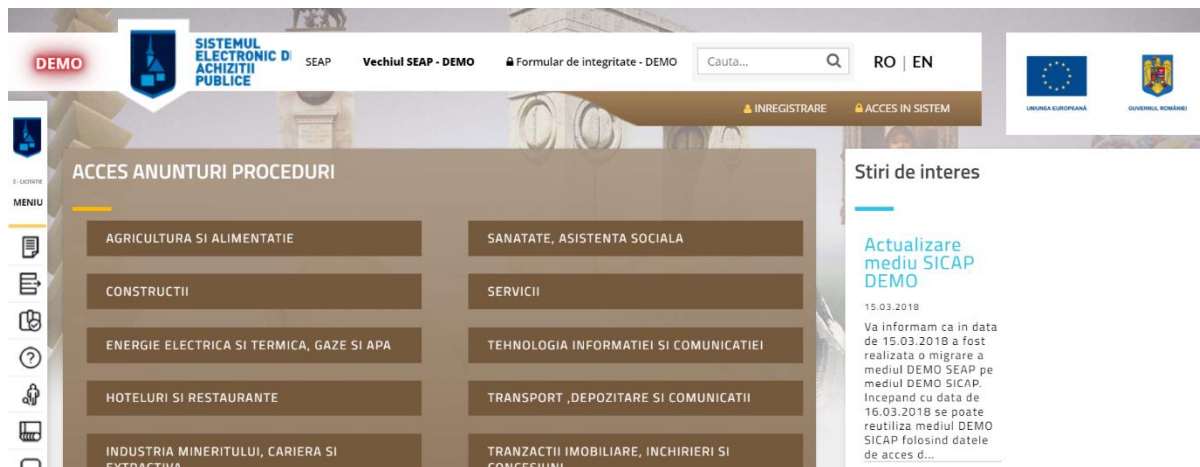 DEMO
SISTEMUL
ELECTRONIC D
ACHIZITII
PUBLICE
SEAP
Vechiul SEAP - DEMO
Formular de integritate - DEMO
Cauta...
RO | EN
UNIUNEA EUROPEANĂ
GUVERNUL ROMÂNIEI
INREGISTRARE
ACCES IN SISTEM
E-LICITATIE
MENIU
ACCES ANUNTURI PROCEDURI
AGRICULTURA SI ALIMENTATIE
SANATATE, ASISTENTA SOCIALA
CONSTRUCTII
SERVICII
ENERGIE ELECTRICA SI TERMICA, GAZE SI APA
TEHNOLOGIA INFORMATIEI SI COMUNICATIEI
HOTELURI SI RESTAURANTE
TRANSPORT ,DEPOZITARE SI COMUNICATII
INDUSTRIA MINERITULUI, CARIERA SI
EXTRACTIVA
TRANZACTII IMOBILIARE, INCHIRIERI SI
CONCESIUNI
Stiri de interes
Actualizare
mediu SICAP
DEMO
15.03.2018
Va informam ca in data
de 15.03.2018 a fost
realizata o migrare a
mediul DEMO SEAP pe
mediul DEMO SICAP.
Incepand cu data de
16.03.2018 se poate
reutiliza mediul DEMO
SICAP folosind datele
de acces d...